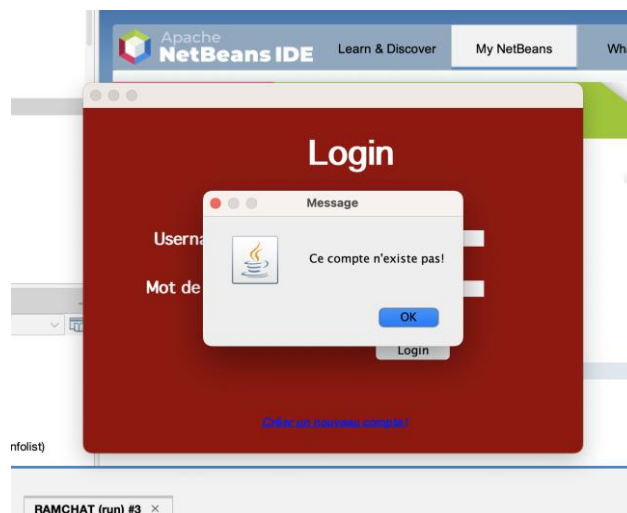 Apache
NetBeans IDE
Learn & Discover
My NetBeans
Login
Message
Ce compte n'existe pas!
Mot de
OK
Login
Créer un nouveau compte!
nfolist)
RAMCHAT (run) #3 ×